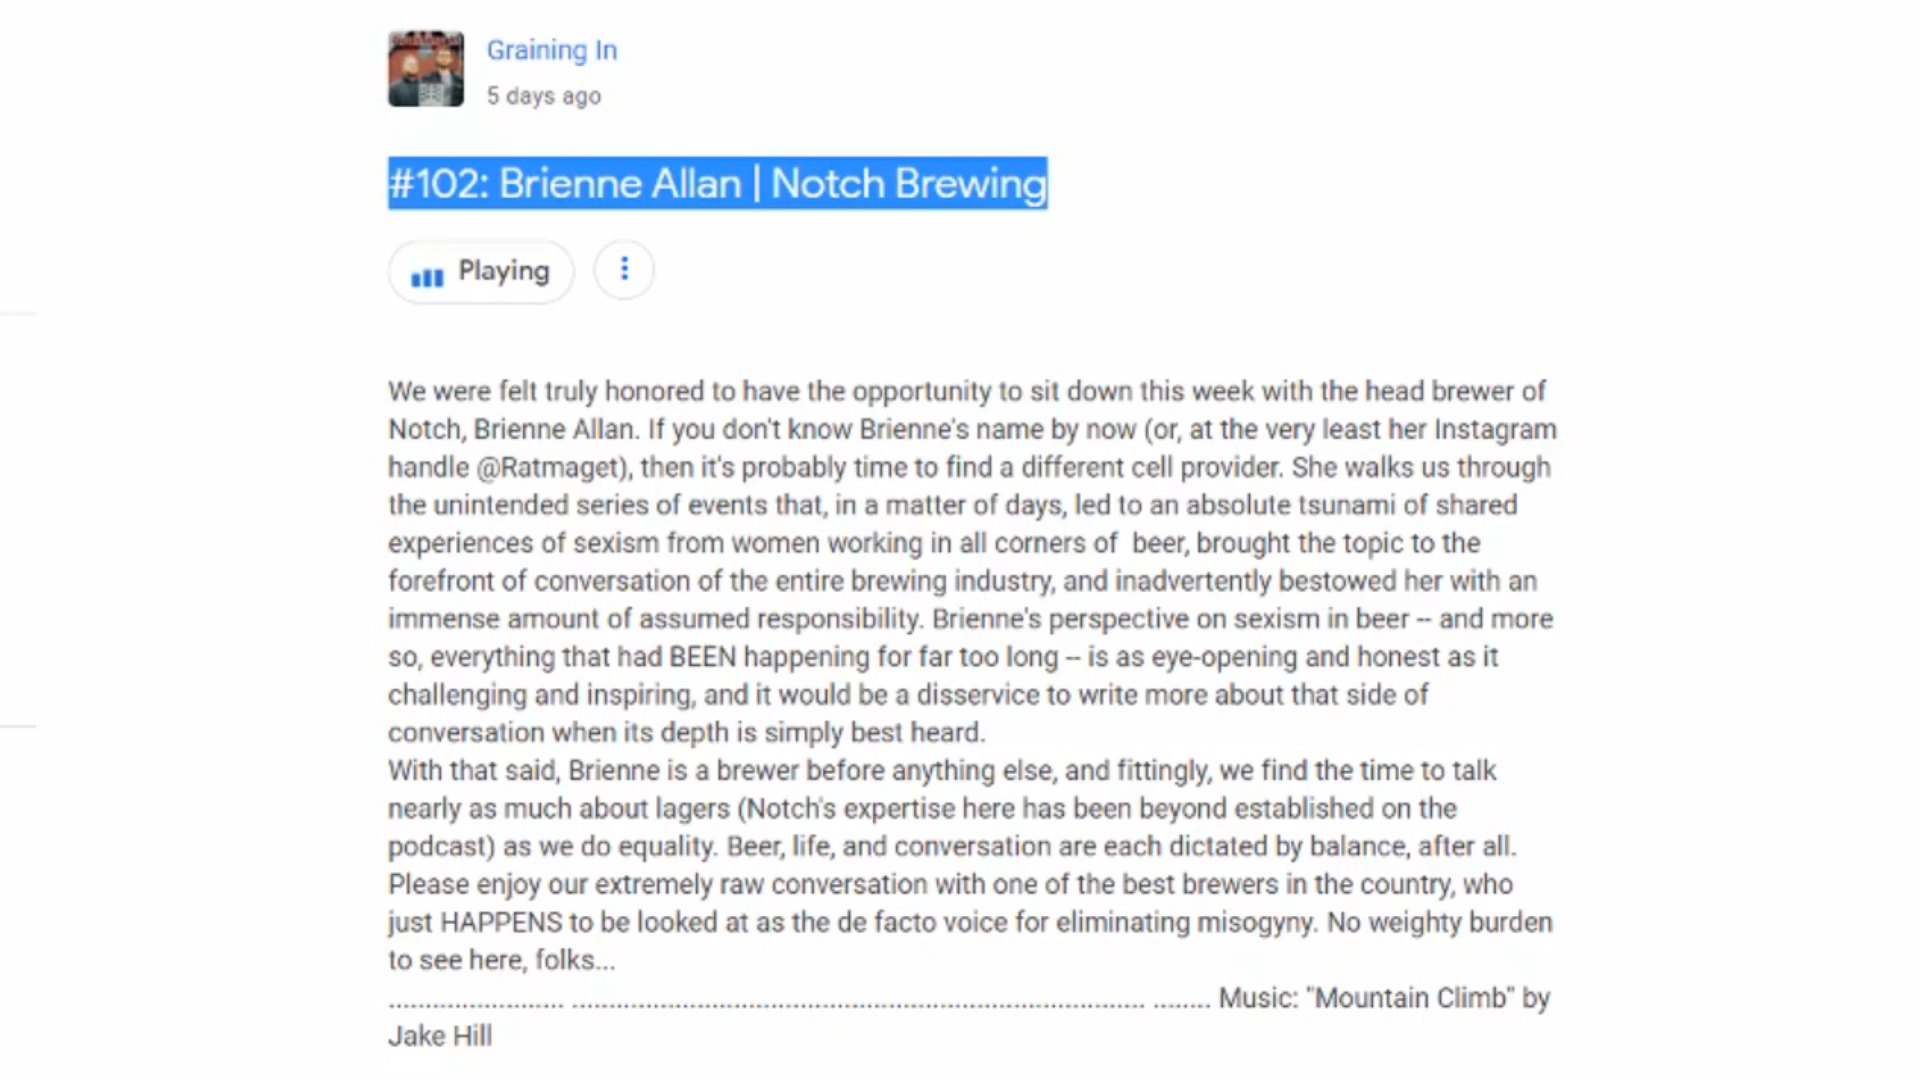 Graining In
5 days ago
#102: Brienne Allan | Notch Brewing
Playing
We were felt truly honored to have the opportunity to sit down this week with the head brewer of
Notch, Brienne Allan. If you don't know Brienne's name by now (or, at the very least her Instagram
handle @Ratmaget), then it's probably time to find a different cell provider. She walks us through
the unintended series of events that, in a matter of days, led to an absolute tsunami of shared
experiences of sexism from women working in all corners of  beer, brought the topic to the
forefront of conversation of the entire brewing industry, and inadvertently bestowed her with an
immense amount of assumed responsibility. Brienne's perspective on sexism in beer -- and more
so, everything that had BEEN happening for far too long -- is as eye-opening and honest as it
challenging and inspiring, and it would be a disservice to write more about that side of
conversation when its depth is simply best heard.
With that said, Brienne is a brewer before anything else, and fittingly, we find the time to talk
nearly as much about lagers (Notch's expertise here has been beyond established on the
podcast) as we do equality. Beer, life, and conversation are each dictated by balance, after all.
Please enjoy our extremely raw conversation with one of the best brewers in the country, who
just HAPPENS to be looked at as the de facto voice for eliminating misogyny. No weighty burden
to see here, folks...
........................ .............................................................................. ........ Music: "Mountain Climb" by
Jake Hill